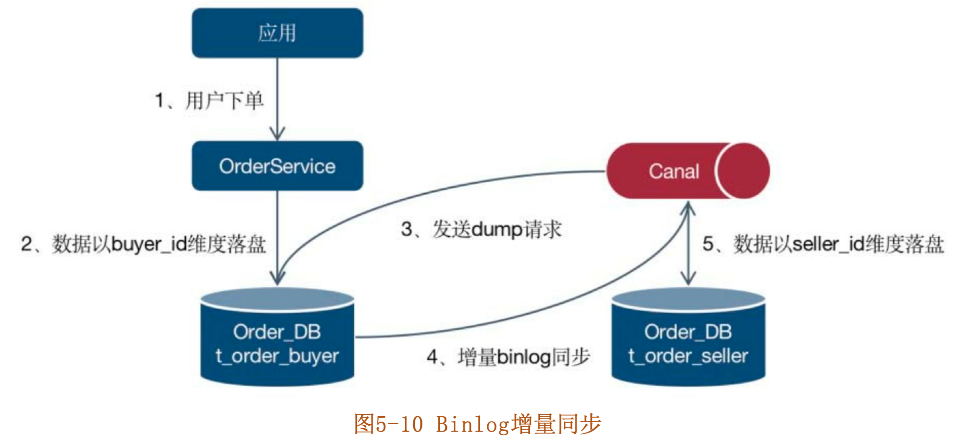 应用
1、用户下单
OrderService
Canal
2、数据以buyer_id维度落盘
3、发送dump请求
5、数据以seller_id维度落盘
Order_DB
t_order_buyer
4、增量binlog同步
Order_DB
t_order_seller
图5-10 Binlog增量同步